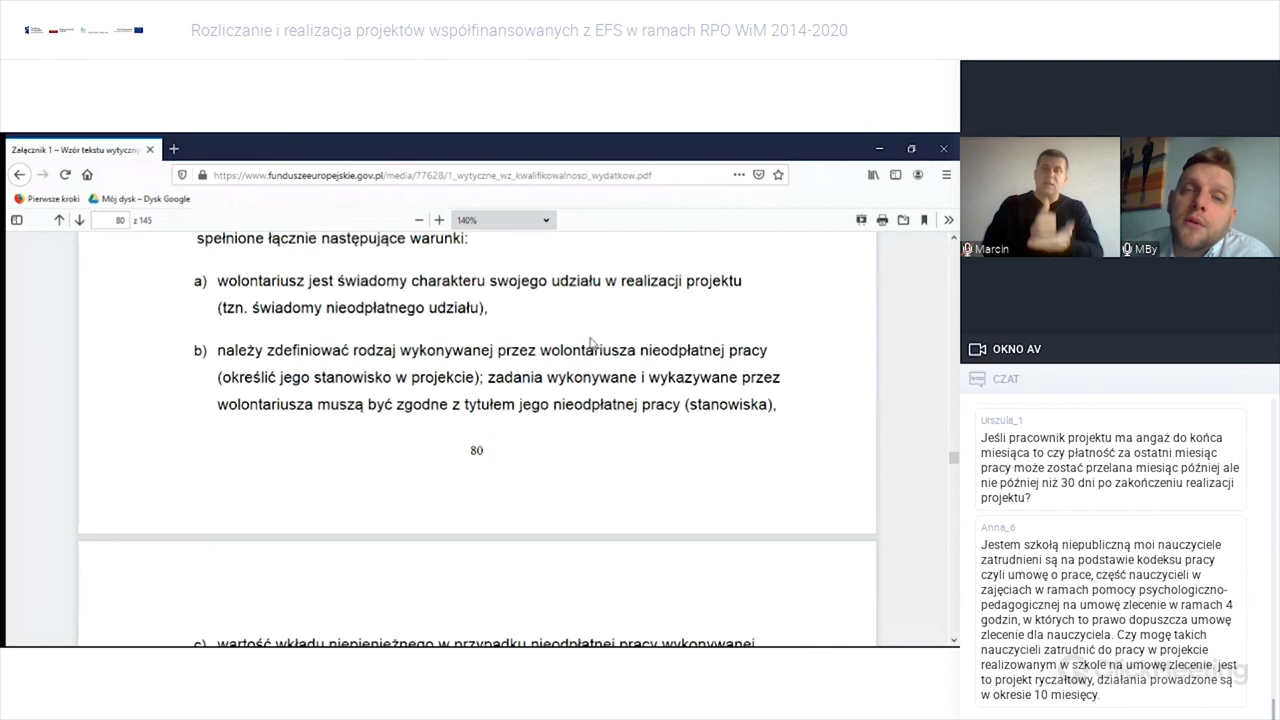 Rozliczanie i realizacja projektów współfinansowanych z EFS w ramach RPO WiM 2014-2020
Załącznik 1 – Wzór tekstu wytyczn
https://www.funduszeeuropejskie.gov.pl/media/77628/1_wytyczne_wz_kwalifikowalnosci_wydatkow.pdf
Pierwsze kroki
Mój dysk – Dysk Google
80
z 145
140%
spełnione łącznie następujące warunki:
a) wolontariusz jest świadomy charakteru swojego udziału w realizacji projektu
(tzn. świadomy nieodpłatnego udziału),
b) należy zdefiniować rodzaj wykonywanej przez wolontariusza nieodpłatnej pracy
(określić jego stanowisko w projekcie); zadania wykonywane i wykazywane przez
wolontariusza muszą być zgodne z tytułem jego nieodpłatnej pracy (stanowiska),
80
c) wartość wkładu niepieniężnego w przypadku nieodpłatnej pracy wykonywanej
Marcin
MBy
OKNO AV
CZAT
Urszula_1
Jeśli pracownik projektu ma angaż do końca
miesiąca to czy płatność za ostatni miesiąc
pracy może zostać przelana miesiąc później ale
nie później niż 30 dni po zakończeniu realizacji
projektu?
Anna_6
Jestem szkołą niepubliczną moi nauczyciele
zatrudnieni są na podstawie kodeksu pracy
czyli umowę o prace, część nauczycieli w
zajęciach w ramach pomocy psychologiczno-
pedagogicznej na umowę zlecenie w ramach 4
godzin, w których to prawo dopuszcza umowę
zlecenie dla nauczyciela. Czy mogę takich
nauczycieli zatrudnić do pracy w projekcie
realizowanym w szkole na umowę zlecenie. jest
to projekt ryczałtowy, działania prowadzone są
w okresie 10 miesięcy.
ClickMeeting